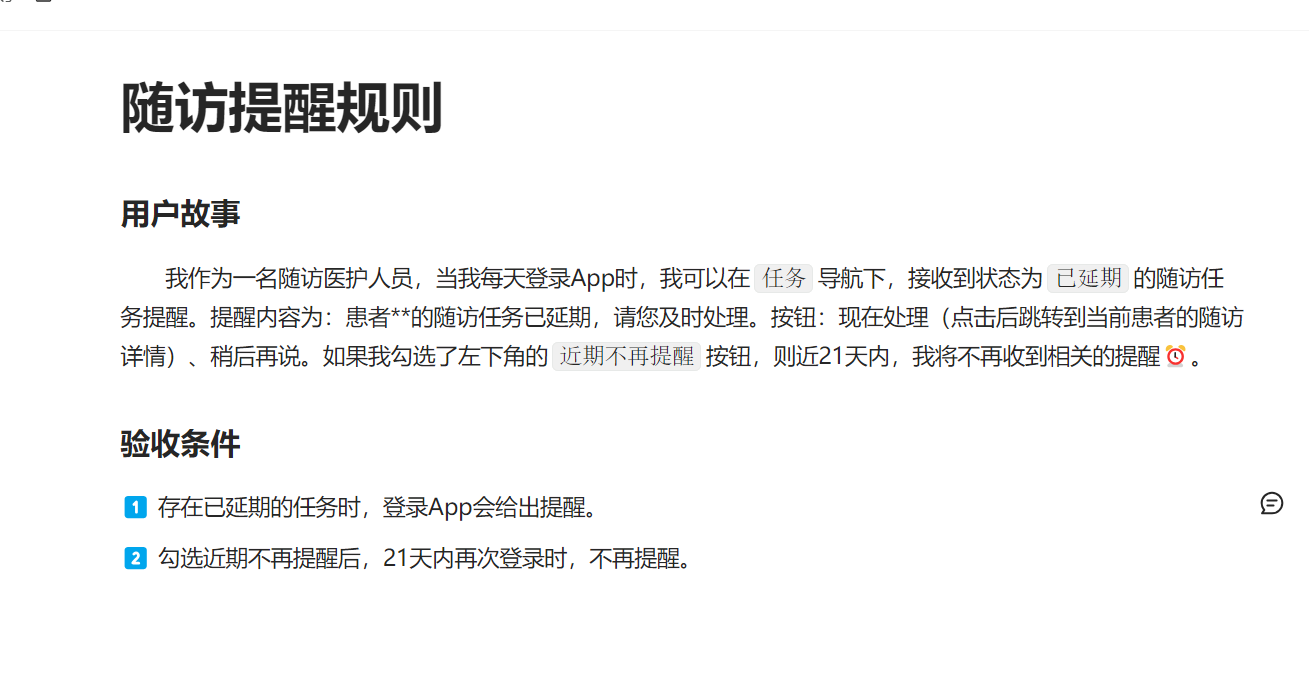 随访提醒规则
用户故事
我作为一名随访医护人员，当我每天登录App时，我可以在 任务 导航下，接收到状态为 已延期 的随访任
务提醒。提醒内容为：患者**的随访任务已延期，请您及时处理。按钮：现在处理（点击后跳转到当前患者的随访
详情）、稍后再说。如果我勾选了左下角的 近期不再提醒 按钮，则近21天内，我将不再收到相关的提醒⏰。
验收条件
1️⃣ 存在已延期的任务时，登录App会给出提醒。
2️⃣ 勾选近期不再提醒后，21天内再次登录时，不再提醒。